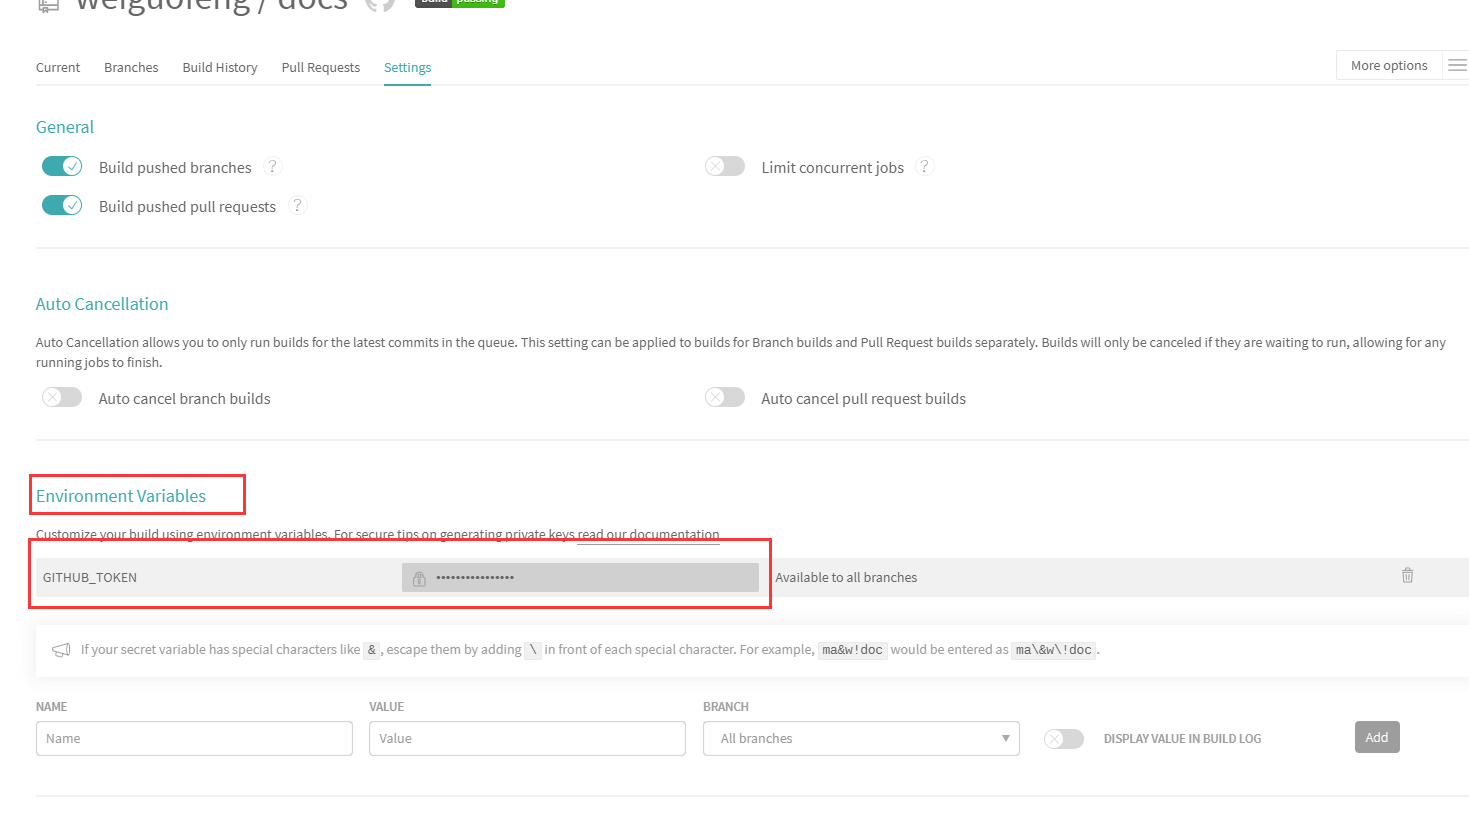 weiguofeng / docs
build passing
Current Branches Build History Pull Requests Settings
More options
General
Build pushed branches ?
Limit concurrent jobs ?
Build pushed pull requests ?
Auto Cancellation
Auto Cancellation allows you to only run builds for the latest commits in the queue. This setting can be applied to builds for Branch builds and Pull Request builds separately. Builds will only be canceled if they are waiting to run, allowing for any
running jobs to finish.
Auto cancel branch builds
Auto cancel pull request builds
Environment Variables
Customize your build using environment variables. For secure tips on generating private keys read our documentation
GITHUB_TOKEN •••••••••••••••• Available to all branches
If your secret variable has special characters like &, escape them by adding \ in front of each special character. For example, ma&w!doc would be entered as ma\&w\!doc.
NAME VALUE BRANCH
Name Value All branches DISPLAY VALUE IN BUILD LOG Add